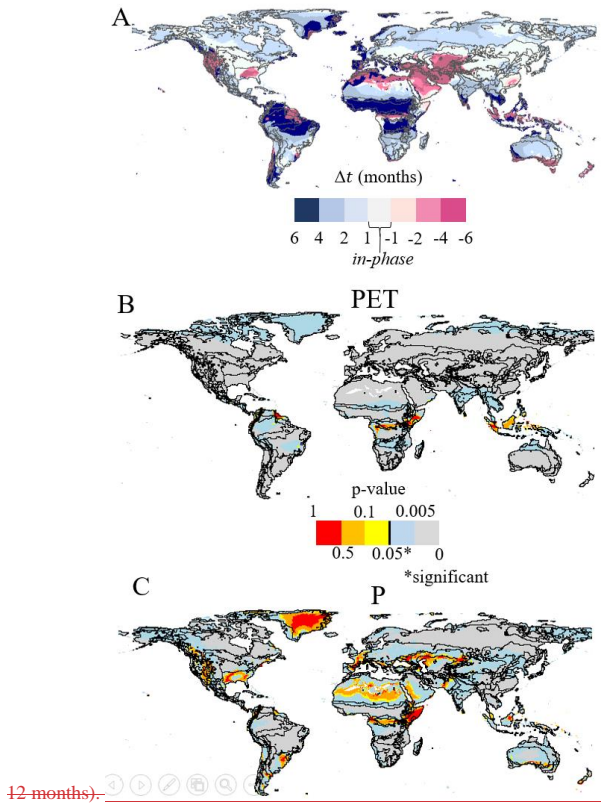 A.
Δt (months)
6 4 2 1 -1 -2 -4 -6
in-phase
B PET
p-value
1 0.1 0.005
0.5 0.05* 0
*significant
C P
12 months).